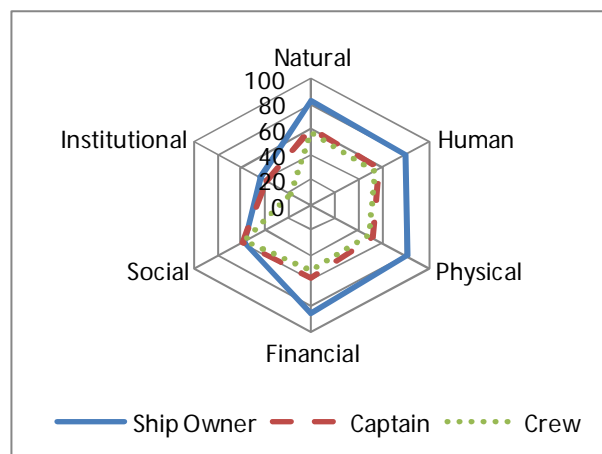 Natural
100
80
60
40
20
0
Institutional
Human
Social
Physical
Financial
Ship Owner Captain Crew